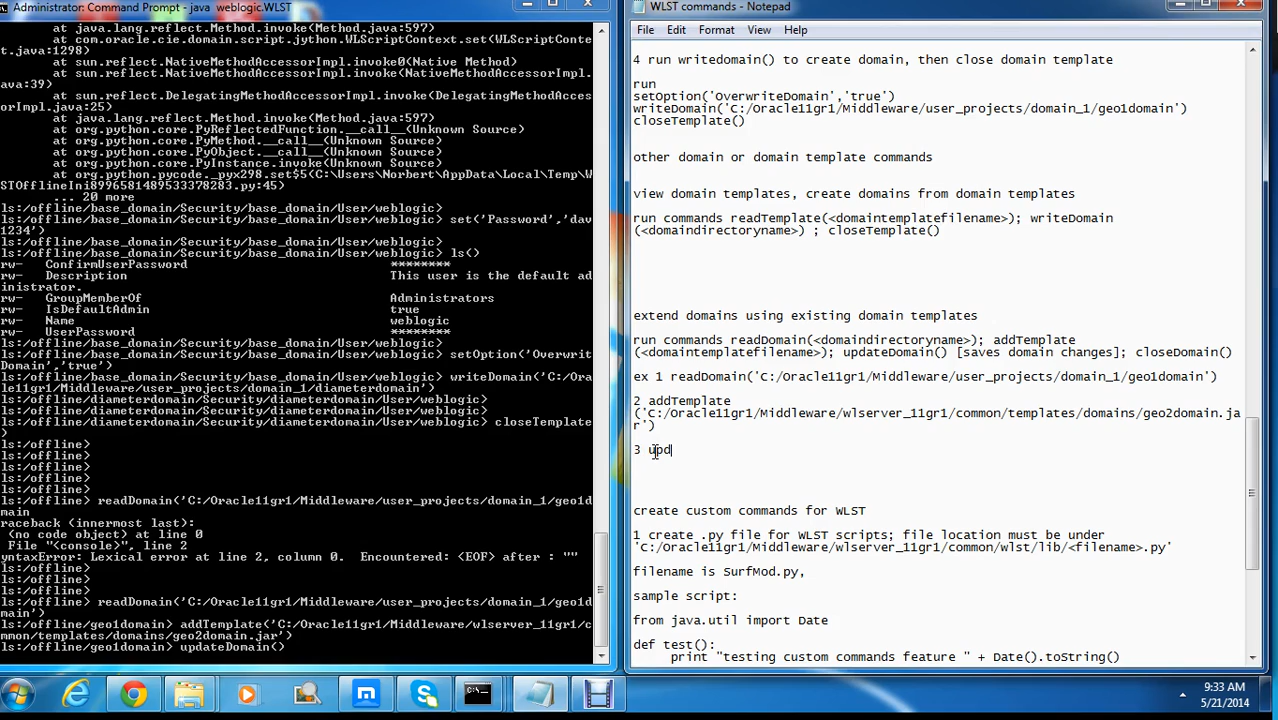 Administrator: Command Prompt - java weblogic.WLST
at java.lang.reflect.Method.invoke(Method.java:597)
at com.oracle.cie.domain.script.jython.WLScriptContext.set(WLScriptConte
t.java:1298)
at sun.reflect.NativeMethodAccessorImpl.invoke0(Native Method)
at sun.reflect.NativeMethodAccessorImpl.invoke(NativeMethodAccessorImpl.
java:39)
at sun.reflect.DelegatingMethodAccessorImpl.invoke(DelegatingMethodAcces
orImpl.java:25)
at java.lang.reflect.Method.invoke(Method.java:597)
at org.python.core.PyReflectedFunction.__call__(Unknown Source)
at org.python.core.PyMethod.__call__(Unknown Source)
at org.python.core.PyObject.__call__(Unknown Source)
at org.python.core.PyInstance.invoke(Unknown Source)
at org.python.pycode._pyx298.set$5(C:\Users\Norbert\AppData\Local\Temp\W
STOfflineIni8996581489533378283.py:45)
... 20 more
ls:/offline/base_domain/Security/base_domain/User/weblogic>
ls:/offline/base_domain/Security/base_domain/User/weblogic> set('Password','dav
1234')
ls:/offline/base_domain/Security/base_domain/User/weblogic>
ls:/offline/base_domain/Security/base_domain/User/weblogic> ls()
rw- ConfirmUserPassword ********
rw- Description This user is the default ad
inistrator.
rw- GroupMemberOf Administrators
rw- IsDefaultAdmin true
rw- Name weblogic
rw- UserPassword ********
ls:/offline/base_domain/Security/base_domain/User/weblogic>
ls:/offline/base_domain/Security/base_domain/User/weblogic> setOption('Overwrit
Domain','true')
ls:/offline/base_domain/Security/base_domain/User/weblogic> writeDomain('C:/Ora
le11gr1/Middleware/user_projects/domain_1/diameterdomain')
ls:/offline/diameterdomain/Security/base_domain/User/weblogic>
ls:/offline/diameterdomain/Security/base_domain/User/weblogic>
ls:/offline/diameterdomain/Security/base_domain/User/weblogic> closeTemplate
)
ls:/offline>
ls:/offline>
ls:/offline>
ls:/offline>
ls:/offline> readDomain('C:/Oracle11gr1/Middleware/user_projects/domain_1/geo1d
main
raceback (innermost last):
(no code object) at line 0
File "<console>", line 2
yntaxError: Lexical error at line 2, column 0. Encountered: <EOF> after : ""
ls:/offline>
ls:/offline>
ls:/offline>
ls:/offline> readDomain('C:/Oracle11gr1/Middleware/user_projects/domain_1/geo1d
main')
ls:/offline/geo1domain> addTemplate('C:/Oracle11gr1/Middleware/wlserver_11gr1/c
mmon/templates/domains/geo2domain.jar')
ls:/offline/geo1domain> updateDomain()
WLST commands - Notepad
File Edit Format View Help
4 run writedomain() to create domain, then close domain template
run
setOption('OverwriteDomain','true')
writeDomain('C:/Oracle11gr1/Middleware/user_projects/domain_1/geo1domain')
closeTemplate()
other domain or domain template commands
view domain templates, create domains from domain templates
run commands readTemplate(<domaintemplatefilename>); writeDomain
(<domaindirectoryname>) ; closeTemplate()
extend domains using existing domain templates
run commands readDomain(<domaindirectoryname>); addTemplate
(<domaintemplatefilename>); updateDomain() [saves domain changes]; closeDomain()
ex 1 readDomain('C:/Oracle11gr1/Middleware/user_projects/domain_1/geo1domain')
2 addTemplate
('C:/Oracle11gr1/Middleware/wlserver_11gr1/common/templates/domains/geo2domain.ja
r')
3 upd
create custom commands for WLST
1 create .py file for WLST scripts; file location must be under
'C:/Oracle11gr1/Middleware/wlserver_11gr1/common/wlst/lib/<filename>.py'
filename is SurfMod.py,
sample script:
from java.util import Date
def test():
print "testing custom commands feature " + Date().toString()
9:33 AM
5/21/2014